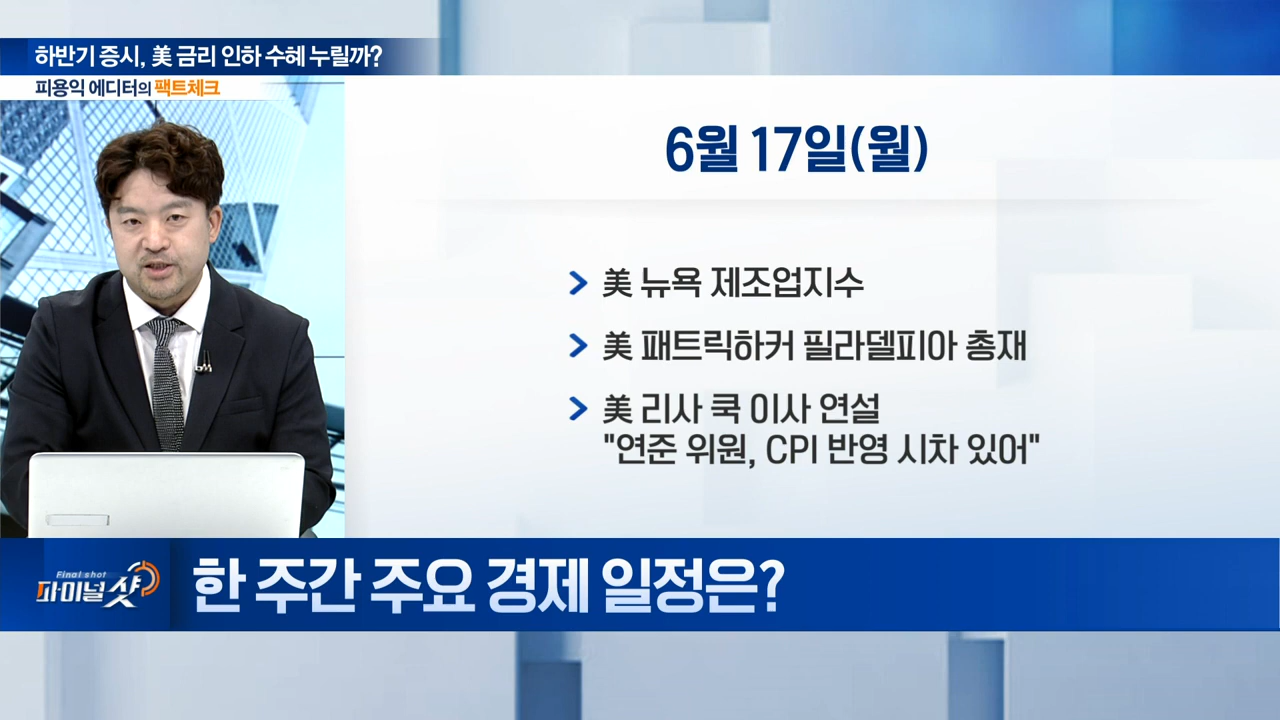 하반기 증시, 美 금리 인하 수혜 누릴까?
피용익 에디터의 팩트체크
6월 17일(월)
美 뉴욕 제조업지수
美 패트릭하커 필라델피아 총재
美 리사 쿡 이사 연설
"연준 위원, CPI 반영 시차 있어"
Final shot
파이널 샷
한 주간 주요 경제 일정은?